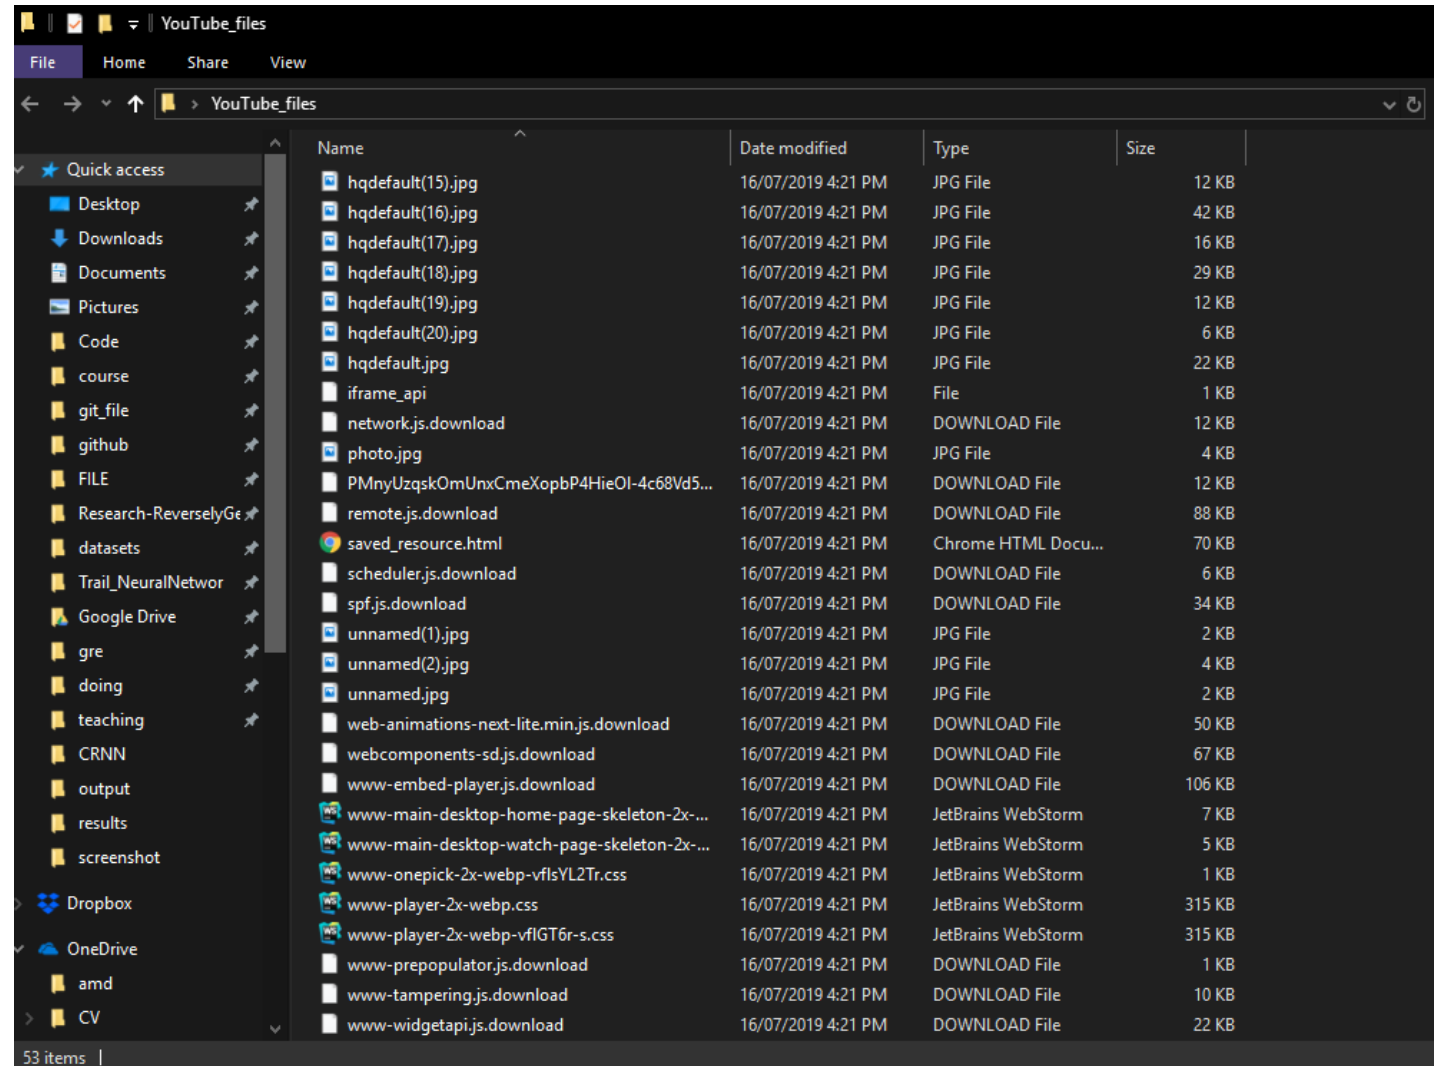 YouTube_files
File Home Share View
YouTube_files
Name Date modified Type Size
Quick access
Desktop
Downloads
Documents
Pictures
Code
course
git_file
github
FILE
Research-ReverselyGe
datasets
Trail_NeuralNetwor
Google Drive
gre
doing
teaching
CRNN
output
results
screenshot
Dropbox
OneDrive
amd
CV
hqdefault(15).jpg 16/07/2019 4:21 PM JPG File 12 KB
hqdefault(16).jpg 16/07/2019 4:21 PM JPG File 42 KB
hqdefault(17).jpg 16/07/2019 4:21 PM JPG File 16 KB
hqdefault(18).jpg 16/07/2019 4:21 PM JPG File 29 KB
hqdefault(19).jpg 16/07/2019 4:21 PM JPG File 12 KB
hqdefault(20).jpg 16/07/2019 4:21 PM JPG File 6 KB
hqdefault.jpg 16/07/2019 4:21 PM JPG File 22 KB
iframe_api 16/07/2019 4:21 PM File 1 KB
network.js.download 16/07/2019 4:21 PM DOWNLOAD File 12 KB
photo.jpg 16/07/2019 4:21 PM JPG File 4 KB
PMnyUzqskOmUnxCmeXopbP4HieOI-4c68Vd5... 16/07/2019 4:21 PM DOWNLOAD File 12 KB
remote.js.download 16/07/2019 4:21 PM DOWNLOAD File 88 KB
saved_resource.html 16/07/2019 4:21 PM Chrome HTML Docu... 70 KB
scheduler.js.download 16/07/2019 4:21 PM DOWNLOAD File 6 KB
spf.js.download 16/07/2019 4:21 PM DOWNLOAD File 34 KB
unnamed(1).jpg 16/07/2019 4:21 PM JPG File 2 KB
unnamed(2).jpg 16/07/2019 4:21 PM JPG File 4 KB
unnamed.jpg 16/07/2019 4:21 PM JPG File 2 KB
web-animations-next-lite.min.js.download 16/07/2019 4:21 PM DOWNLOAD File 50 KB
webcomponents-sd.js.download 16/07/2019 4:21 PM DOWNLOAD File 67 KB
www-embed-player.js.download 16/07/2019 4:21 PM DOWNLOAD File 106 KB
www-main-desktop-home-page-skeleton-2x-... 16/07/2019 4:21 PM JetBrains WebStorm 7 KB
www-main-desktop-watch-page-skeleton-2x-... 16/07/2019 4:21 PM JetBrains WebStorm 5 KB
www-onepick-2x-webp-vflsYL2Tr.css 16/07/2019 4:21 PM JetBrains WebStorm 1 KB
www-player-2x-webp.css 16/07/2019 4:21 PM JetBrains WebStorm 315 KB
www-player-2x-webp-vflGT6r-s.css 16/07/2019 4:21 PM JetBrains WebStorm 315 KB
www-prepopulator.js.download 16/07/2019 4:21 PM DOWNLOAD File 1 KB
www-tampering.js.download 16/07/2019 4:21 PM DOWNLOAD File 10 KB
www-widgetapi.js.download 16/07/2019 4:21 PM DOWNLOAD File 22 KB
53 items